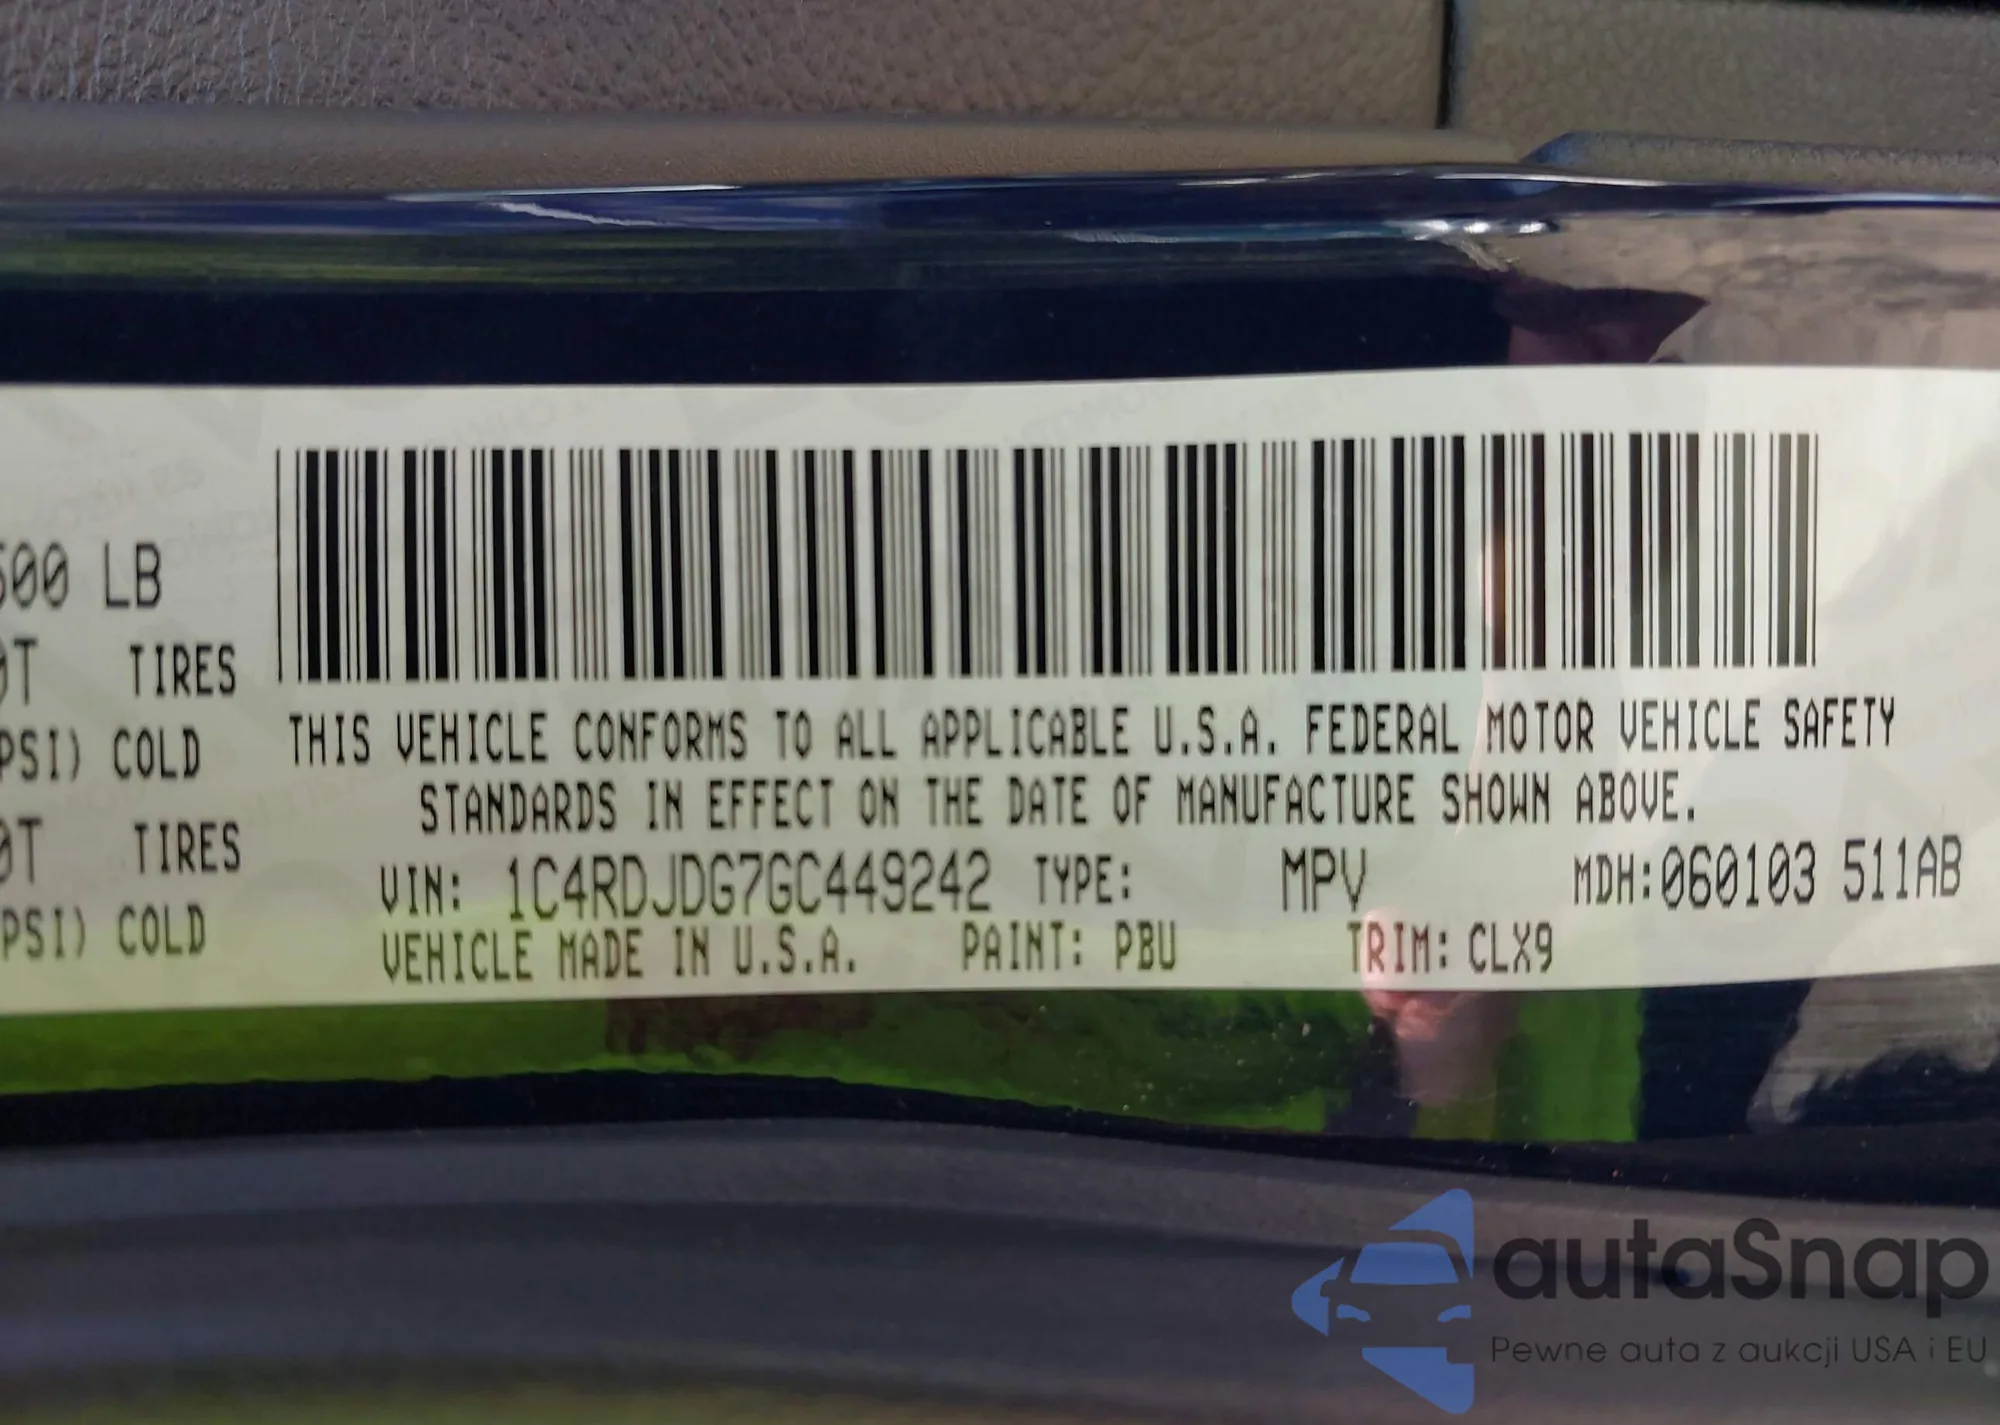 500 LB
0T TIRES
PSI) COLD
0T TIRES
PSI) COLD
THIS VEHICLE CONFORMS TO ALL APPLICABLE U.S.A. FEDERAL MOTOR VEHICLE SAFETY
STANDARDS IN EFFECT ON THE DATE OF MANUFACTURE SHOWN ABOVE.
VIN: 1C4RDJDG7GC449242 TYPE: MPV MDH:060103 511AB
VEHICLE MADE IN U.S.A. PAINT: PBU TRIM: CLX9
autaSnap
Pewne auta z aukcji USA i EU